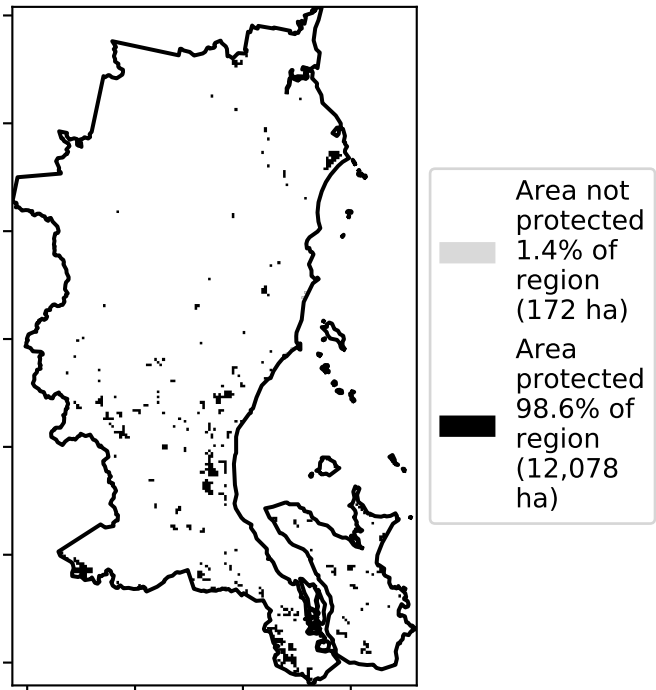 Area not
protected
1.4% of
region
(172 ha)
Area
protected
98.6% of
region
(12,078
ha)